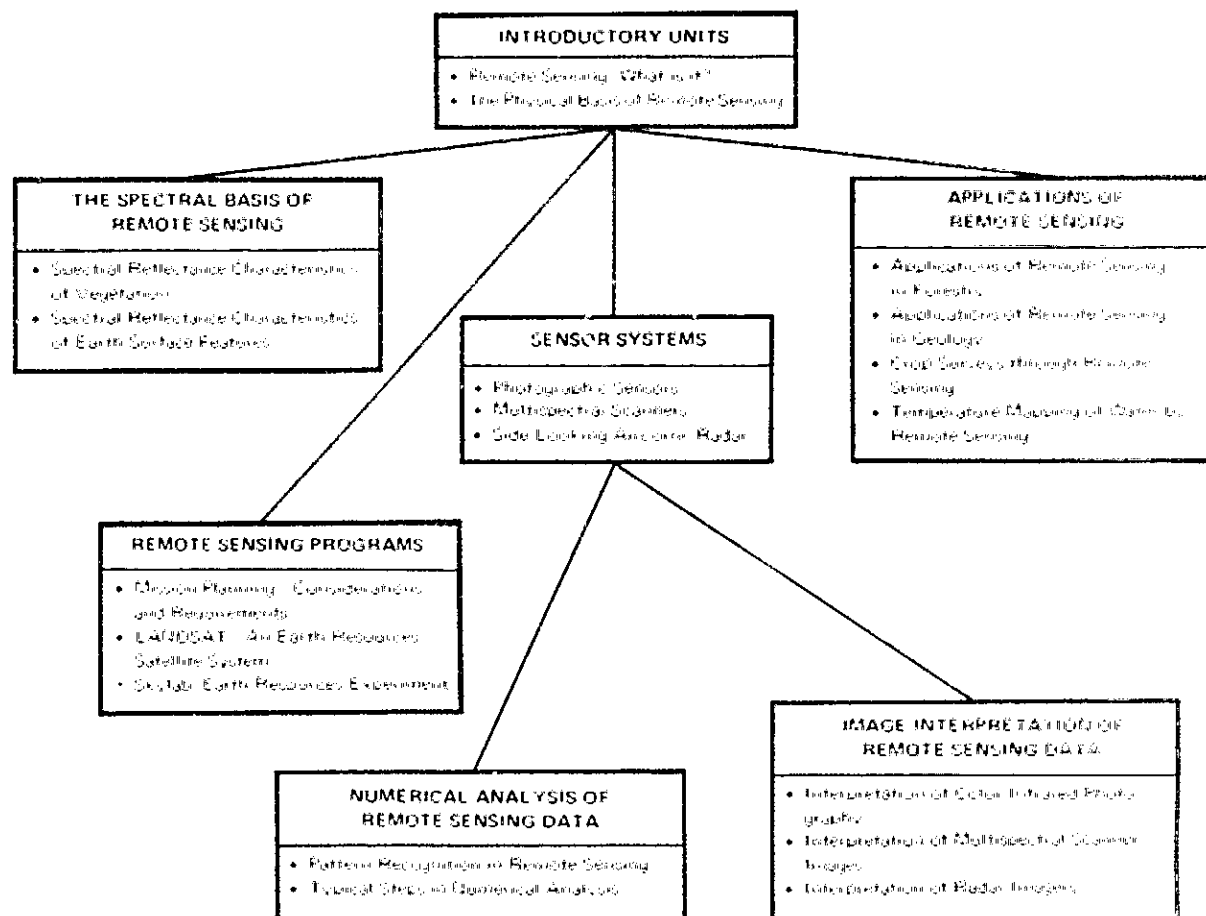 INTRODUCTORY UNITS
• Remote Sensing: What is it?
• The Physical Basis of Remote Sensing
THE SPECTRAL BASIS OF
REMOTE SENSING
• Spectral Reflectance Characteristics
of Vegetation
• Spectral Reflectance Characteristics
of Earth Surface Features
APPLICATIONS OF
REMOTE SENSING
• Applications of Remote Sensing
in Forestry
• Applications of Remote Sensing
in Geology
• Crop Surveys through Remote
Sensing
• Temperature Mapping of Water by
Remote Sensing
SENSOR SYSTEMS
• Photographic Sensors
• Multispectral Scanners
• Side Looking Airborne Radar
REMOTE SENSING PROGRAMS
• Mission Planning: Considerations
and Requirements
• LANDSAT: An Earth Resources
Satellite System
• Skylab Earth Resources Experiment
NUMERICAL ANALYSIS OF
REMOTE SENSING DATA
• Pattern Recognition in Remote Sensing
• Typical Steps in Numerical Analysis
IMAGE INTERPRETATION OF
REMOTE SENSING DATA
• Interpretation of Color Infrared Photo
graphy
• Interpretation of Multispectral Scanner
Images
• Interpretation of Radar Imagery